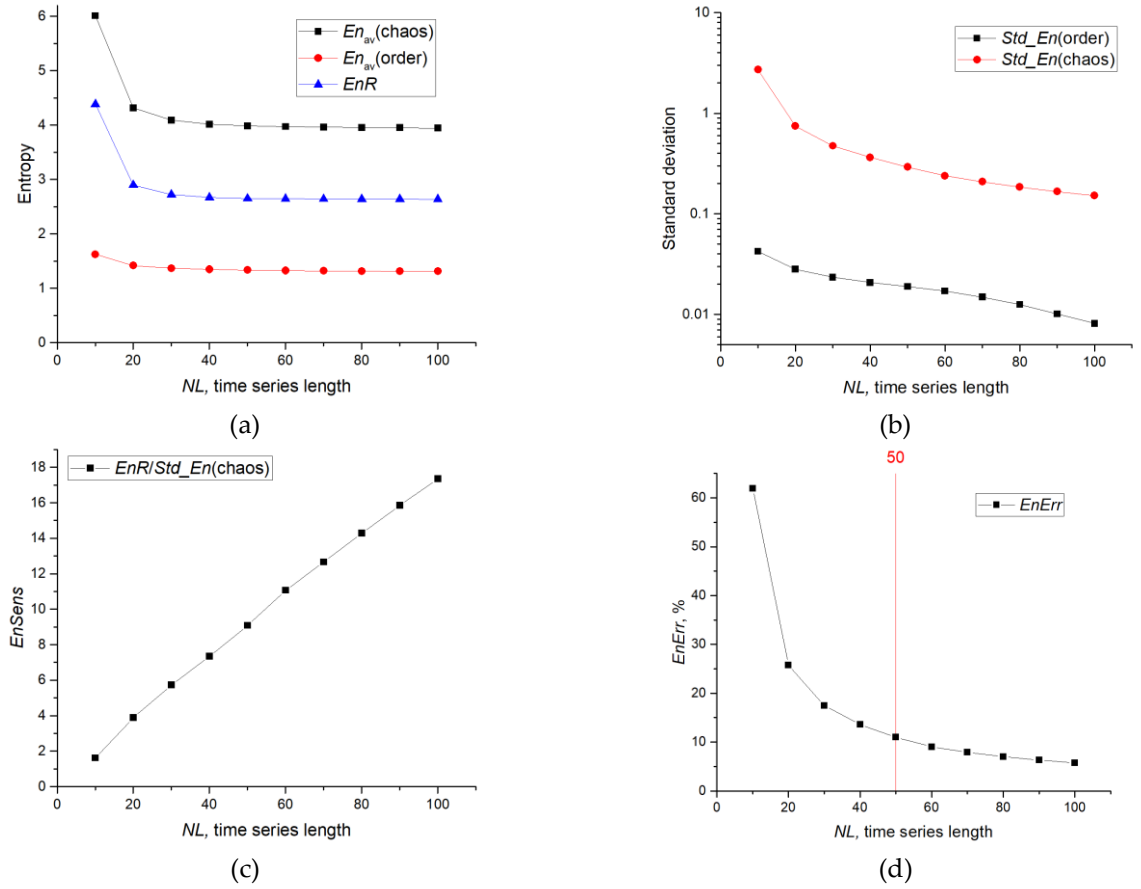 6
5
4
3
2
1
0
Entropy
En_av(chaos)
En_av(order)
EnR
0 20 40 60 80 100
NL, time series length
(a)
10
1
0.1
0.01
Standard deviation
Std_En(order)
Std_En(chaos)
0 20 40 60 80 100
NL, time series length
(b)
18
16
14
12
10
8
6
4
2
0
EnSens
EnR/Std_En(chaos)
0 20 40 60 80 100
NL, time series length
(c)
50
60
50
40
30
20
10
0
EnErr, %
EnErr
0 20 40 60 80 100
NL, time series length
(d)